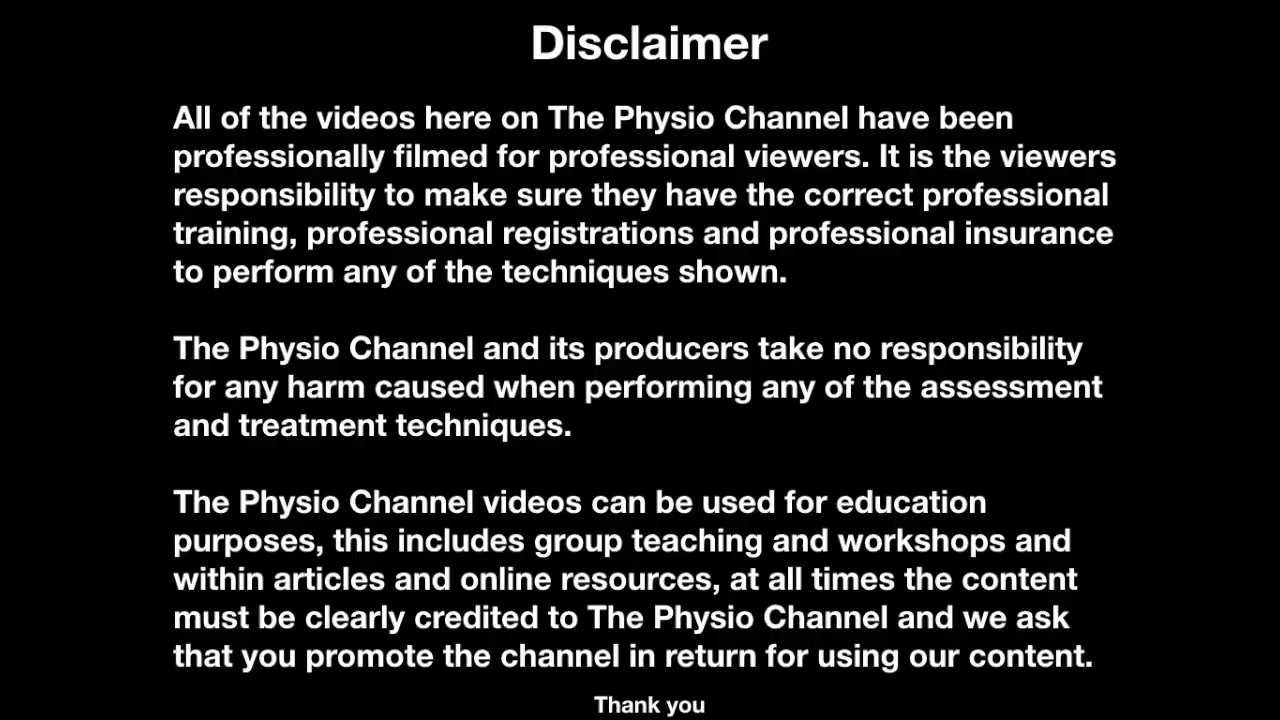 Disclaimer
All of the videos here on The Physio Channel have been
professionally filmed for professional viewers. It is the viewers
responsibility to make sure they have the correct professional
training, professional registrations and professional insurance
to perform any of the techniques shown.
The Physio Channel and its producers take no responsibility
for any harm caused when performing any of the assessment
and treatment techniques.
The Physio Channel videos can be used for education
purposes, this includes group teaching and workshops and
within articles and online resources, at all times the content
must be clearly credited to The Physio Channel and we ask
that you promote the channel in return for using our content.
Thank you